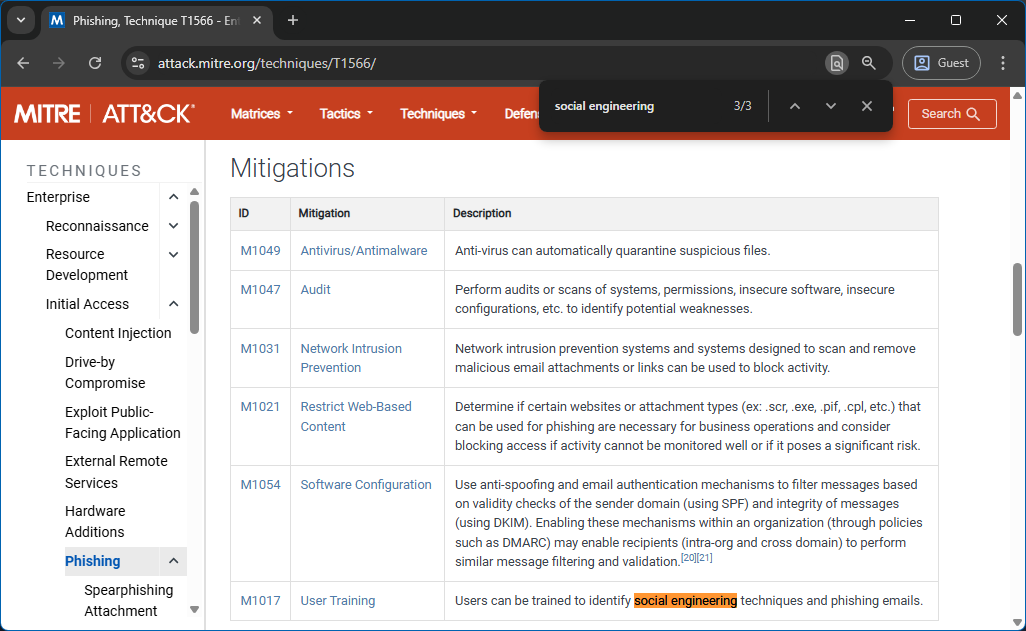 Phishing, Technique T1566 - Ent
attack.mitre.org/techniques/T1566/
Guest
social engineering
3/3
MITRE | ATT&CK®
Matrices
Tactics
Techniques
Defen
Search
TECHNIQUES
Enterprise
Reconnaissance
Resource
Development
Initial Access
Content Injection
Drive-by
Compromise
Exploit Public-
Facing Application
External Remote
Services
Hardware
Additions
Phishing
Spearphishing
Attachment
Mitigations
ID Mitigation Description
M1049 Antivirus/Antimalware Anti-virus can automatically quarantine suspicious files.
M1047 Audit Perform audits or scans of systems, permissions, insecure software, insecure
configurations, etc. to identify potential weaknesses.
M1031 Network Intrusion Network intrusion prevention systems and systems designed to scan and remove
Prevention malicious email attachments or links can be used to block activity.
M1021 Restrict Web-Based Determine if certain websites or attachment types (ex: .scr, .exe, .pif, .cpl, etc.) that
Content can be used for phishing are necessary for business operations and consider
blocking access if activity cannot be monitored well or if it poses a significant risk.
M1054 Software Configuration Use anti-spoofing and email authentication mechanisms to filter messages based
on validity checks of the sender domain (using SPF) and integrity of messages
(using DKIM). Enabling these mechanisms within an organization (through policies
such as DMARC) may enable recipients (intra-org and cross domain) to perform
similar message filtering and validation.[20][21]
M1017 User Training Users can be trained to identify social engineering techniques and phishing emails.